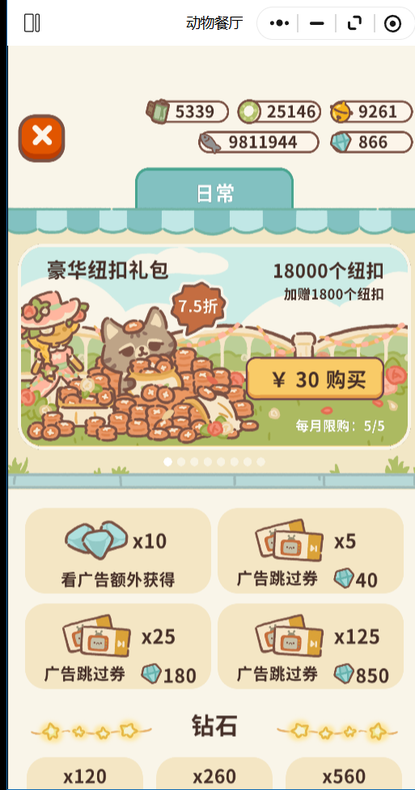 动物餐厅
5339
25146
9261
9811944
866
日常
豪华纽扣礼包
18000个纽扣
加赠1800个纽扣
7.5折
¥ 30 购买
每月限购：5/5
x10
看广告额外获得
x5
广告跳过券
40
x25
广告跳过券
180
x125
广告跳过券
850
钻石
x120
x260
x560